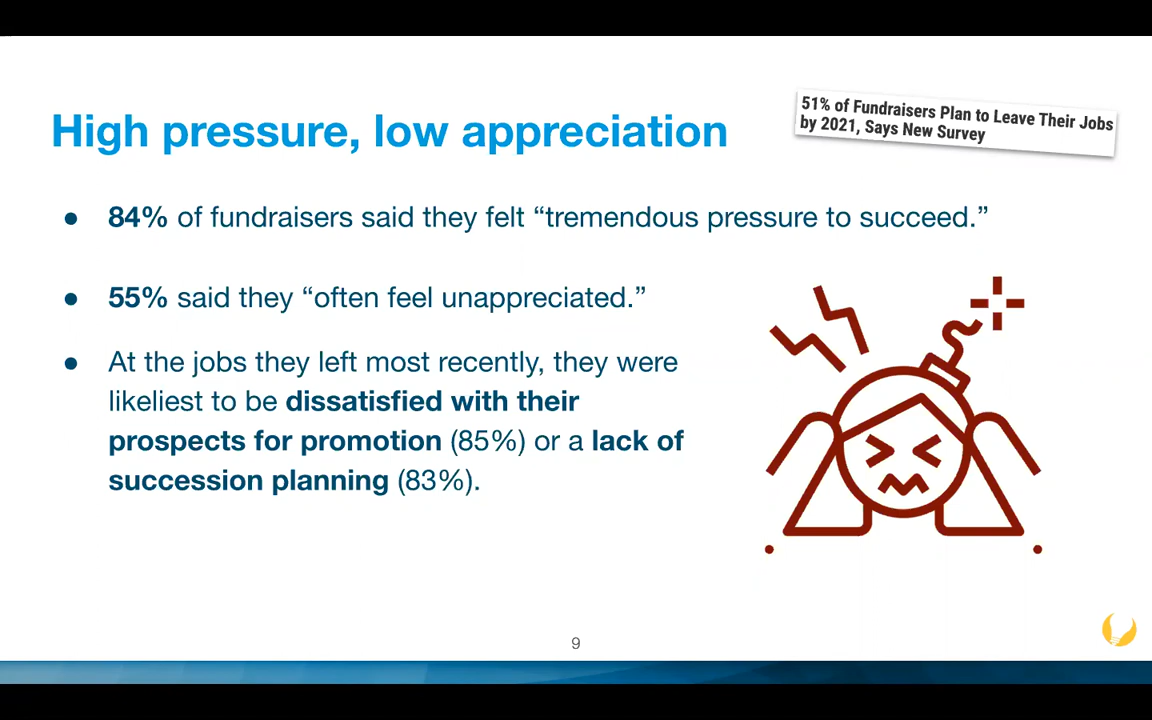 High pressure, low appreciation
51% of Fundraisers Plan to Leave Their Jobs
by 2021, Says New Survey
● 84% of fundraisers said they felt “tremendous pressure to succeed.”
● 55% said they “often feel unappreciated.”
● At the jobs they left most recently, they were
likeliest to be dissatisfied with their
prospects for promotion (85%) or a lack of
succession planning (83%).
9